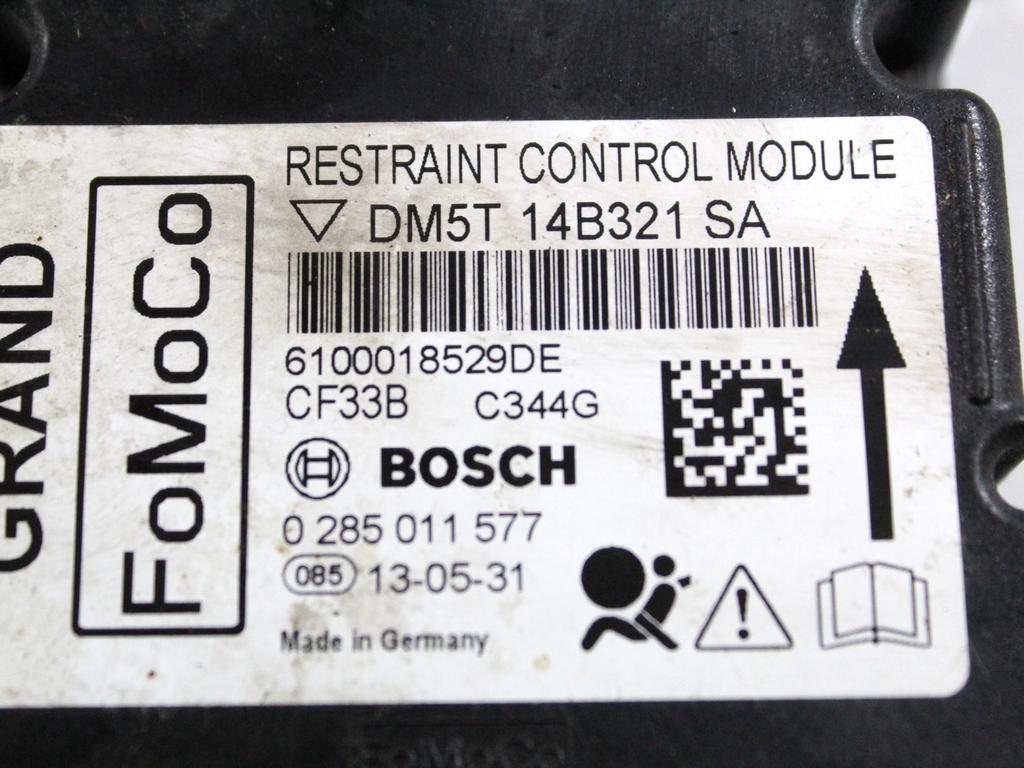 RESTRAINT CONTROL MODULE
DM5T 14B321 SA
6100018529DE
CF33B C344G
BOSCH
0 285 011 577
085 13-05-31
Made in Germany
FoMoCo
GRAND
FoMoCo